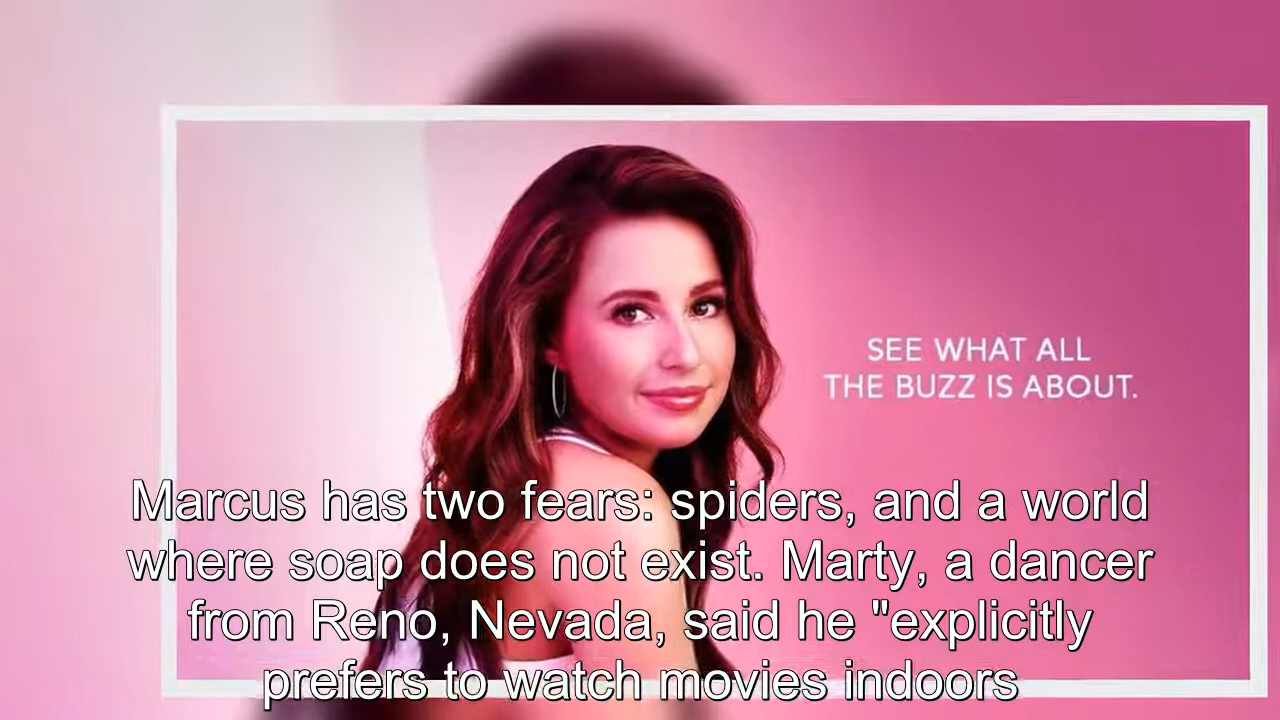 SEE WHAT ALL
THE BUZZ IS ABOUT.
Marcus has two fears: spiders, and a world
where soap does not exist. Marty, a dancer
from Reno, Nevada, said he "explicitly
prefers to watch movies indoors